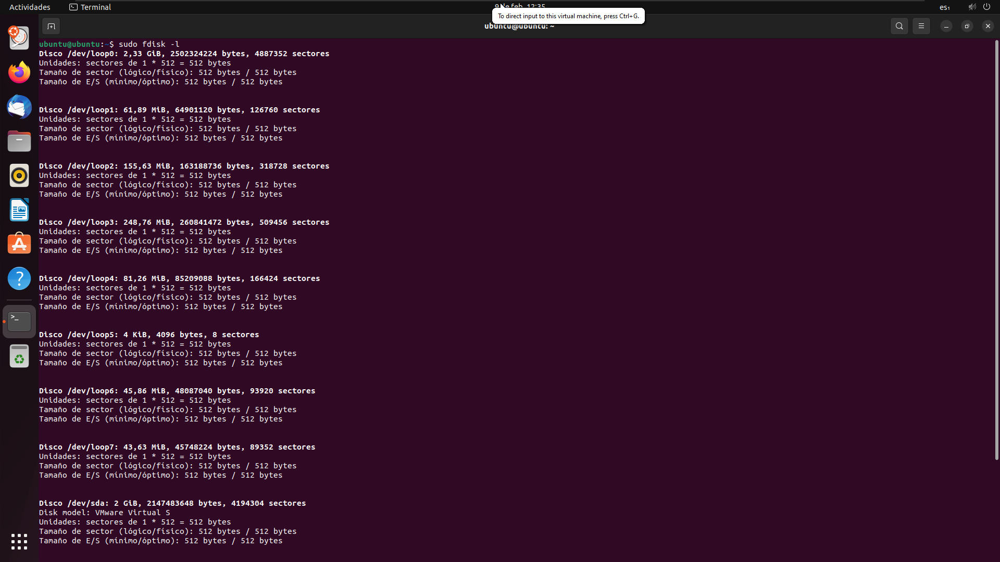 Actividades
Terminal
12:35
es₁
To direct input to this virtual machine, press Ctrl+G.
ubuntu@ubuntu: ~
ubuntu@ubuntu:~$ sudo fdisk -l
Disco /dev/loop0: 2,33 GiB, 2502324224 bytes, 4887352 sectores
Unidades: sectores de 1 * 512 = 512 bytes
Tamaño de sector (lógico/físico): 512 bytes / 512 bytes
Tamaño de E/S (mínimo/óptimo): 512 bytes / 512 bytes
Disco /dev/loop1: 61,89 MiB, 64901120 bytes, 126760 sectores
Unidades: sectores de 1 * 512 = 512 bytes
Tamaño de sector (lógico/físico): 512 bytes / 512 bytes
Tamaño de E/S (mínimo/óptimo): 512 bytes / 512 bytes
Disco /dev/loop2: 155,63 MiB, 163188736 bytes, 318728 sectores
Unidades: sectores de 1 * 512 = 512 bytes
Tamaño de sector (lógico/físico): 512 bytes / 512 bytes
Tamaño de E/S (mínimo/óptimo): 512 bytes / 512 bytes
Disco /dev/loop3: 248,76 MiB, 260841472 bytes, 509456 sectores
Unidades: sectores de 1 * 512 = 512 bytes
Tamaño de sector (lógico/físico): 512 bytes / 512 bytes
Tamaño de E/S (mínimo/óptimo): 512 bytes / 512 bytes
Disco /dev/loop4: 81,26 MiB, 85209088 bytes, 166424 sectores
Unidades: sectores de 1 * 512 = 512 bytes
Tamaño de sector (lógico/físico): 512 bytes / 512 bytes
Tamaño de E/S (mínimo/óptimo): 512 bytes / 512 bytes
Disco /dev/loop5: 4 KiB, 4096 bytes, 8 sectores
Unidades: sectores de 1 * 512 = 512 bytes
Tamaño de sector (lógico/físico): 512 bytes / 512 bytes
Tamaño de E/S (mínimo/óptimo): 512 bytes / 512 bytes
Disco /dev/loop6: 45,86 MiB, 48087040 bytes, 93920 sectores
Unidades: sectores de 1 * 512 = 512 bytes
Tamaño de sector (lógico/físico): 512 bytes / 512 bytes
Tamaño de E/S (mínimo/óptimo): 512 bytes / 512 bytes
Disco /dev/loop7: 43,63 MiB, 45748224 bytes, 89352 sectores
Unidades: sectores de 1 * 512 = 512 bytes
Tamaño de sector (lógico/físico): 512 bytes / 512 bytes
Tamaño de E/S (mínimo/óptimo): 512 bytes / 512 bytes
Disco /dev/sda: 2 GiB, 2147483648 bytes, 4194304 sectores
Disk model: VMware Virtual S
Unidades: sectores de 1 * 512 = 512 bytes
Tamaño de sector (lógico/físico): 512 bytes / 512 bytes
Tamaño de E/S (mínimo/óptimo): 512 bytes / 512 bytes